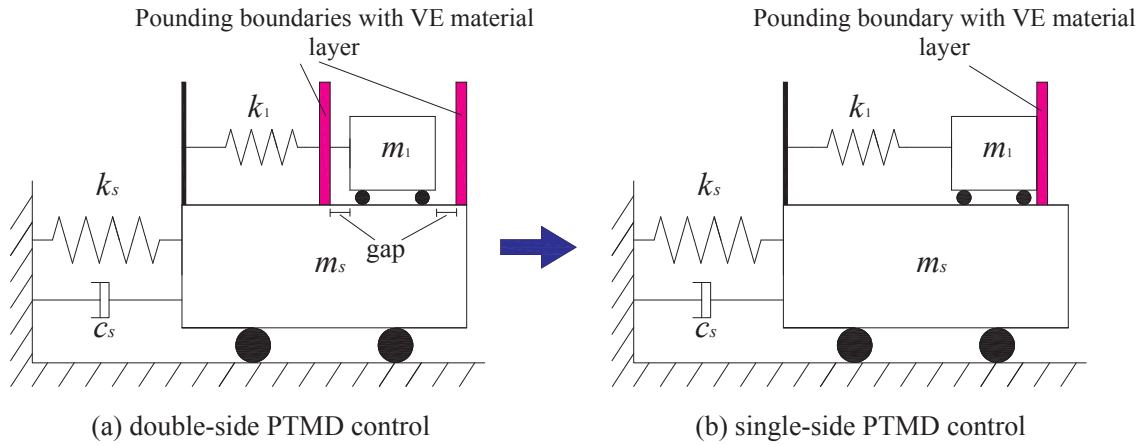 Pounding boundaries with VE material
layer
k1
m1
ks
gap
ms
cs
(a) double-side PTMD control
Pounding boundary with VE material
layer
k1
m1
ks
ms
cs
(b) single-side PTMD control